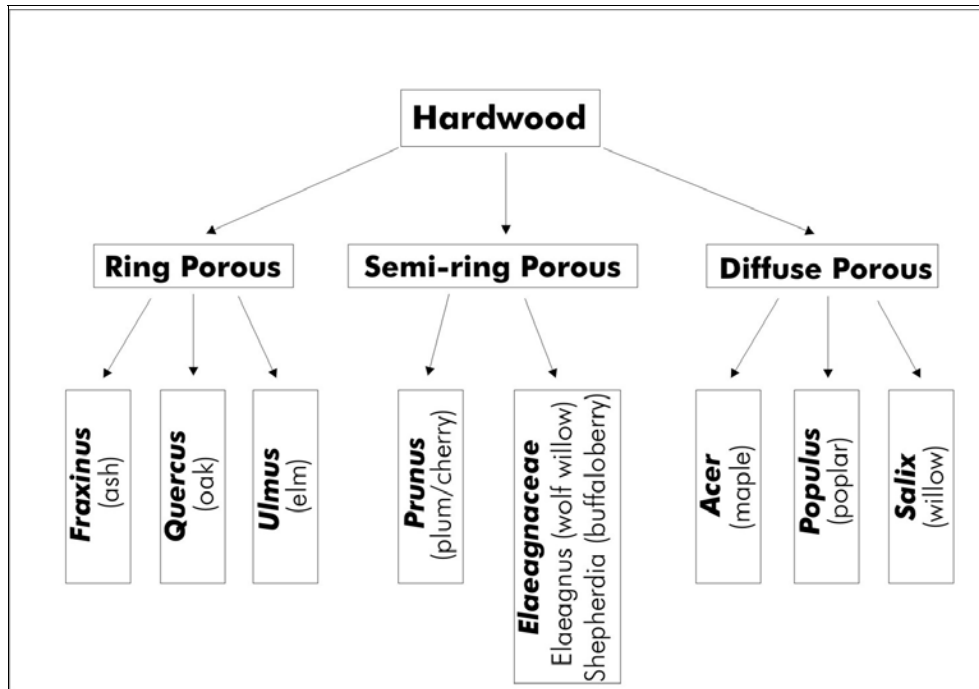 Hardwood
Ring Porous
Semi-ring Porous
Diffuse Porous
Fraxinus
(ash)
Quercus
(oak)
Ulmus
(elm)
Prunus
(plum/cherry)
Elaeagnaceae
Elaeagnus (wolf willow)
Shepherdia (buffaloberry)
Acer
(maple)
Populus
(poplar)
Salix
(willow)